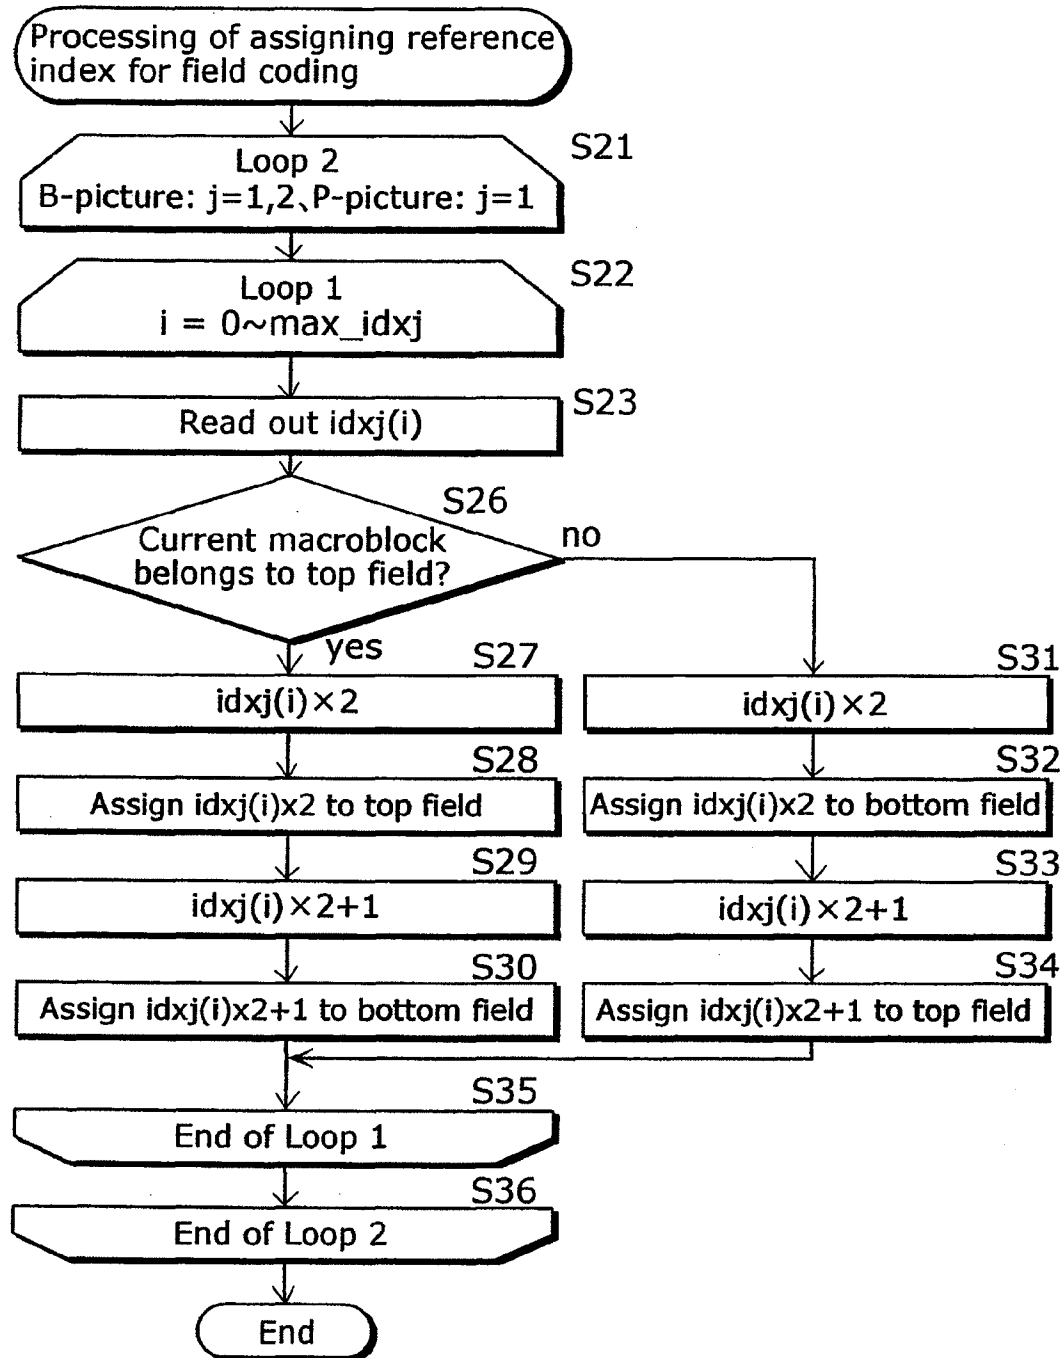 Processing of assigning reference
index for field coding
S21
Loop 2
B-picture: j=1,2、P-picture: j=1
S22
Loop 1
i = 0~max_idxj
S23
Read out idxj(i)
S26
Current macroblock
belongs to top field?
no
yes
S27
idxj(i)×2
S28
Assign idxj(i)x2 to top field
S29
idxj(i)×2+1
S30
Assign idxj(i)x2+1 to bottom field
S31
idxj(i)×2
S32
Assign idxj(i)x2 to bottom field
S33
idxj(i)×2+1
S34
Assign idxj(i)x2+1 to top field
S35
End of Loop 1
S36
End of Loop 2
End